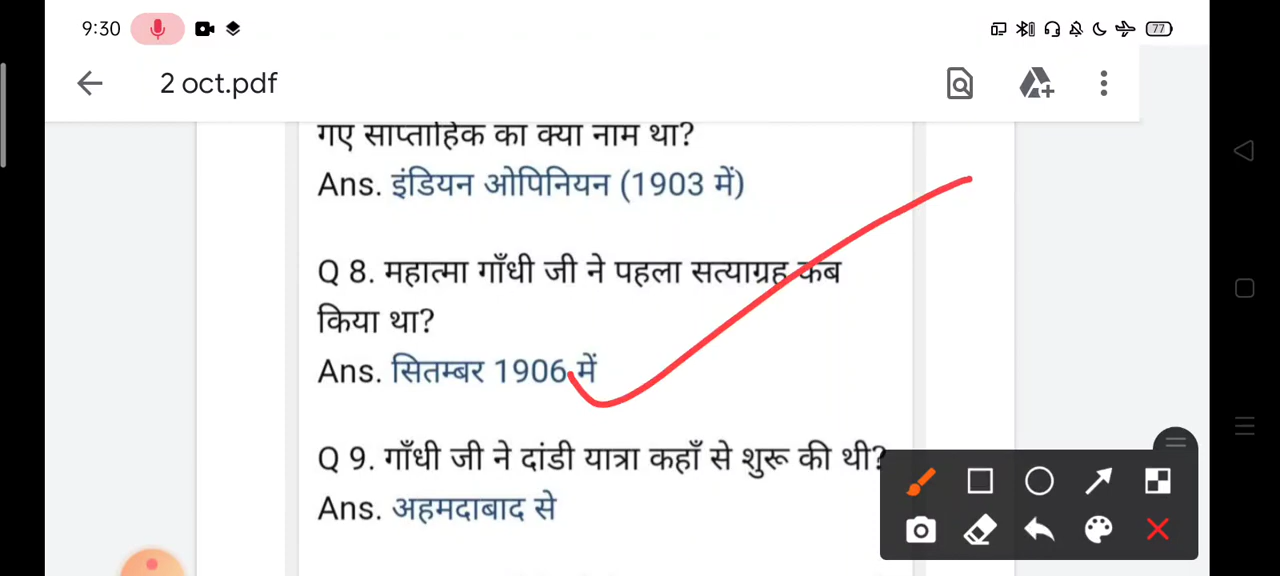 9:30
77
2 oct.pdf
गए साप्ताहिक का क्या नाम था?
Ans. इंडियन ओपिनियन (1903 में)
Q 8. महात्मा गाँधी जी ने पहला सत्याग्रह कब
किया था?
Ans. सितम्बर 1906 में
Q 9. गाँधी जी ने दांडी यात्रा कहाँ से शुरू की थी?
Ans. अहमदाबाद से